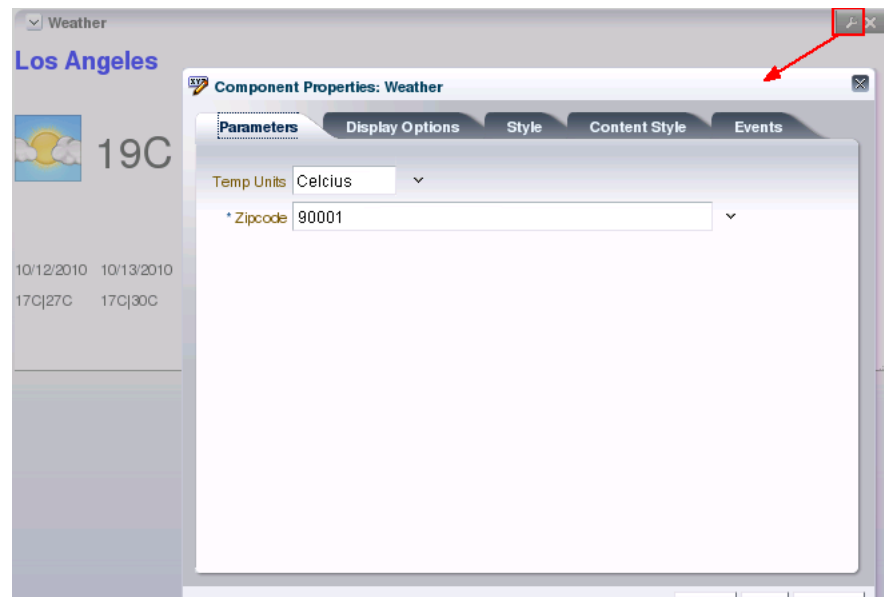 Weather
Los Angeles
Component Properties: Weather
Parameters Display Options Style Content Style Events
19C
Temp Units Celcius
* Zipcode 90001
10/12/2010 10/13/2010
17C|27C 17C|30C